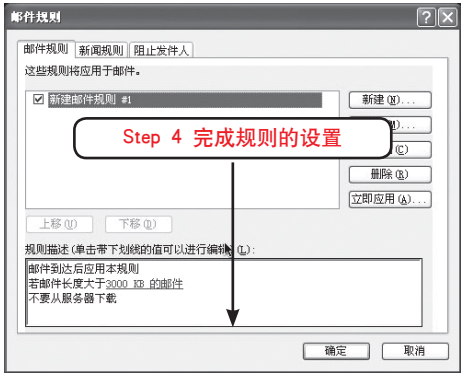 邮件规则
邮件规则 新闻规则 阻止发件人
这些规则将应用于邮件。
新建邮件规则 #1
新建(N)...
(M)...
Step 4 完成规则的设置
(C)
删除(R)
立即应用(A)...
上移(U) 下移(D)
规则描述(单击带下划线的值可以进行编辑)(L):
邮件到达后应用本规则
若邮件长度大于3000 KB 的邮件
不要从服务器下载
确定 取消